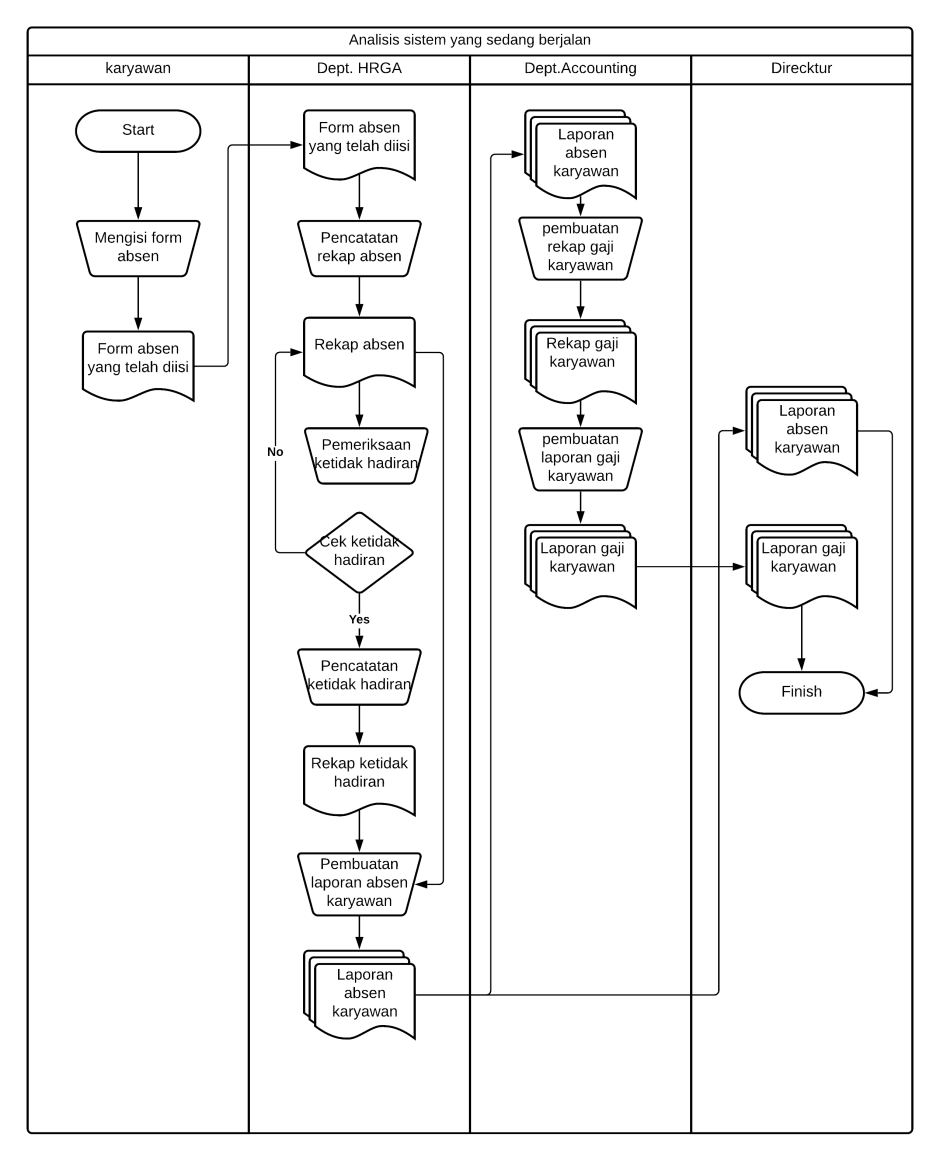 Analisis sistem yang sedang berjalan
karyawan
Dept. HRGA
Dept.Accounting
Direcktur
Start
Mengisi form
absen
Form absen
yang telah diisi
Form absen
yang telah diisi
Pencatatan
rekap absen
Rekap absen
Pemeriksaan
ketidak hadiran
No
Cek ketidak
hadiran
Yes
Pencatatan
ketidak hadiran
Rekap ketidak
hadiran
Pembuatan
laporan absen
karyawan
Laporan
absen
karyawan
Laporan
absen
karyawan
pembuatan
rekap gaji
karyawan
Rekap gaji
karyawan
pembuatan
laporan gaji
karyawan
Laporan gaji
karyawan
Laporan
absen
karyawan
Laporan gaji
karyawan
Finish